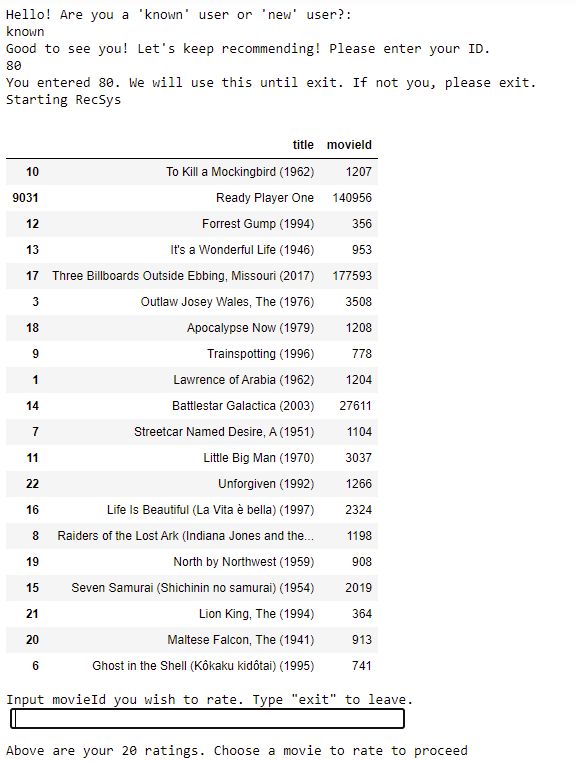 Hello! Are you a 'known' user or 'new' user?:
known
Good to see you! Let's keep recommending! Please enter your ID.
80
You entered 80. We will use this until exit. If not you, please exit.
Starting RecSys
title movieId
10 To Kill a Mockingbird (1962) 1207
9031 Ready Player One 140956
12 Forrest Gump (1994) 356
13 It's a Wonderful Life (1946) 953
17 Three Billboards Outside Ebbing, Missouri (2017) 177593
3 Outlaw Josey Wales, The (1976) 3508
18 Apocalypse Now (1979) 1208
9 Trainspotting (1996) 778
1 Lawrence of Arabia (1962) 1204
14 Battlestar Galactica (2003) 27611
7 Streetcar Named Desire, A (1951) 1104
11 Little Big Man (1970) 3037
22 Unforgiven (1992) 1266
16 Life Is Beautiful (La Vita è bella) (1997) 2324
8 Raiders of the Lost Ark (Indiana Jones and the... 1198
19 North by Northwest (1959) 908
15 Seven Samurai (Shichinin no samurai) (1954) 2019
21 Lion King, The (1994) 364
20 Maltese Falcon, The (1941) 913
6 Ghost in the Shell (Kôkaku kidôtai) (1995) 741
Input movieId you wish to rate. Type "exit" to leave.
Above are your 20 ratings. Choose a movie to rate to proceed